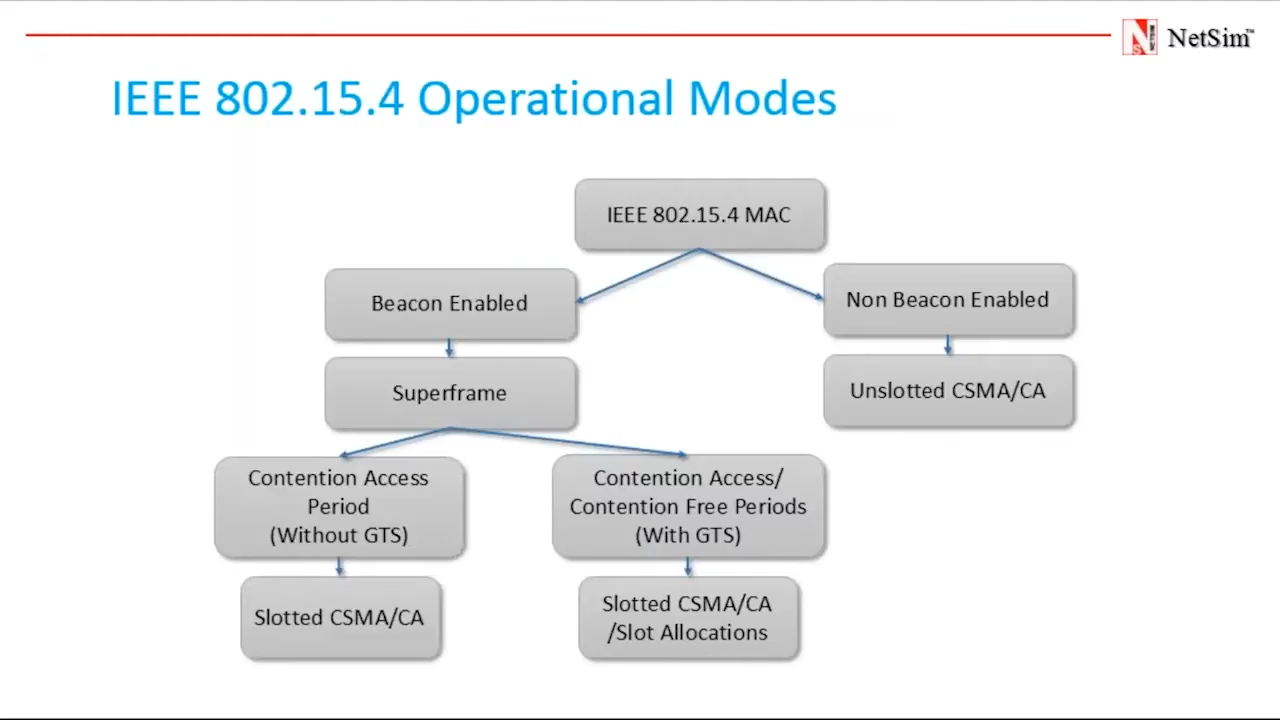 NetSim™
IEEE 802.15.4 Operational Modes
IEEE 802.15.4 MAC
Beacon Enabled
Non Beacon Enabled
Superframe
Unslotted CSMA/CA
Contention Access
Period
(Without GTS)
Contention Access/
Contention Free Periods
(With GTS)
Slotted CSMA/CA
Slotted CSMA/CA
/Slot Allocations